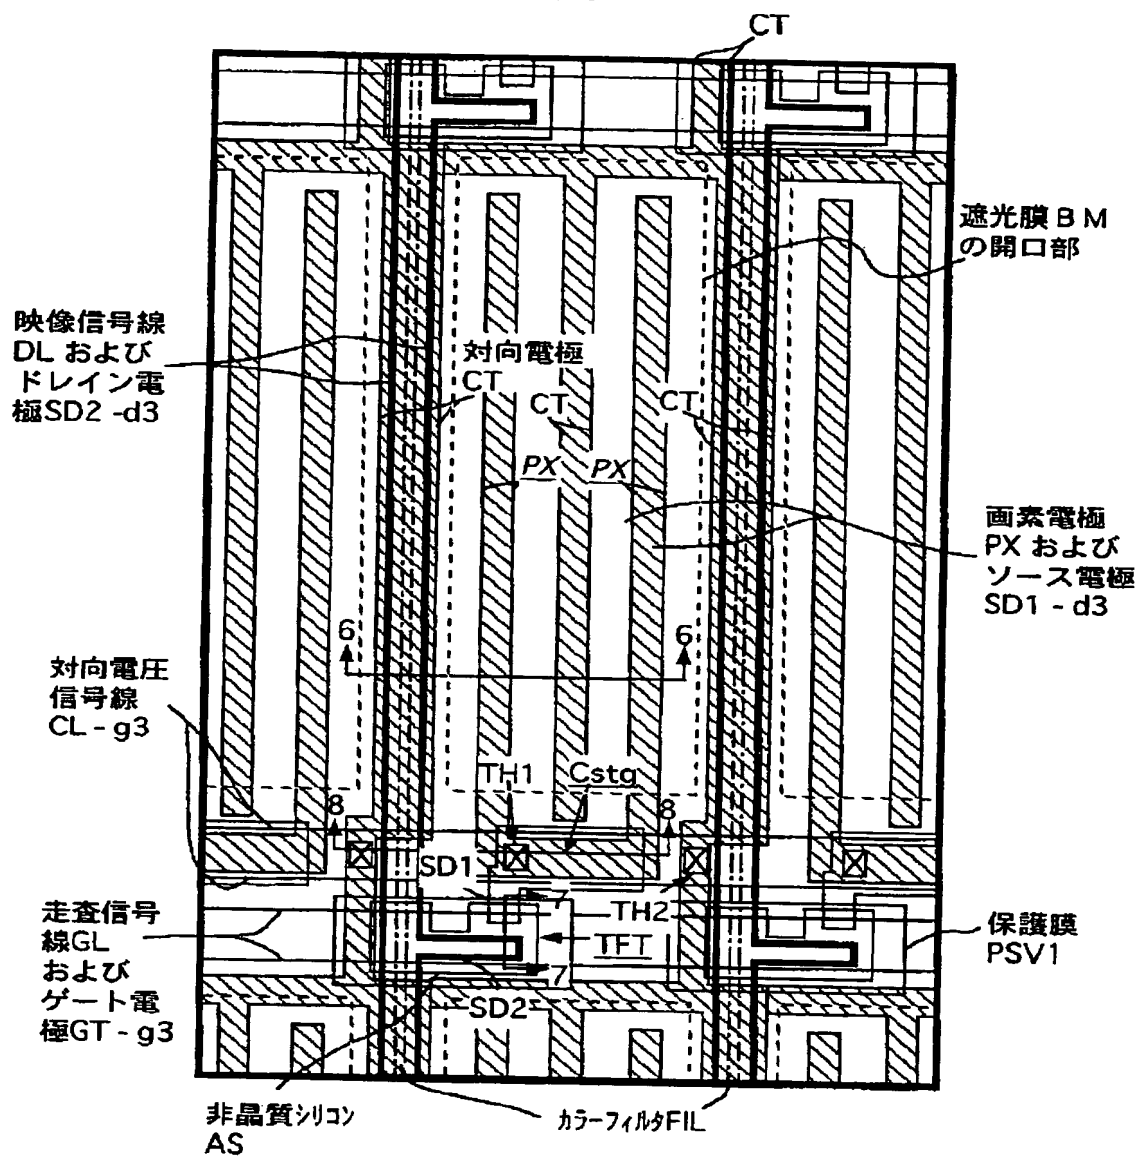 CT
遮光膜BM
の開口部
映像信号線
DL および
ドレイン電
極SD2 -d3
対向電極
CT
CT
CT
PX
PX
画素電極
PX および
ソース電極
SD1 - d3
6
6
対向電圧
信号線
CL - g3
TH1
Cstg
8
8
SD1
7
TH2
TFT
7
SD2
走査信号
線GL
および
ゲート電
極GT - g3
保護膜
PSV1
非晶質シリコン
AS
カラーフィルタFIL